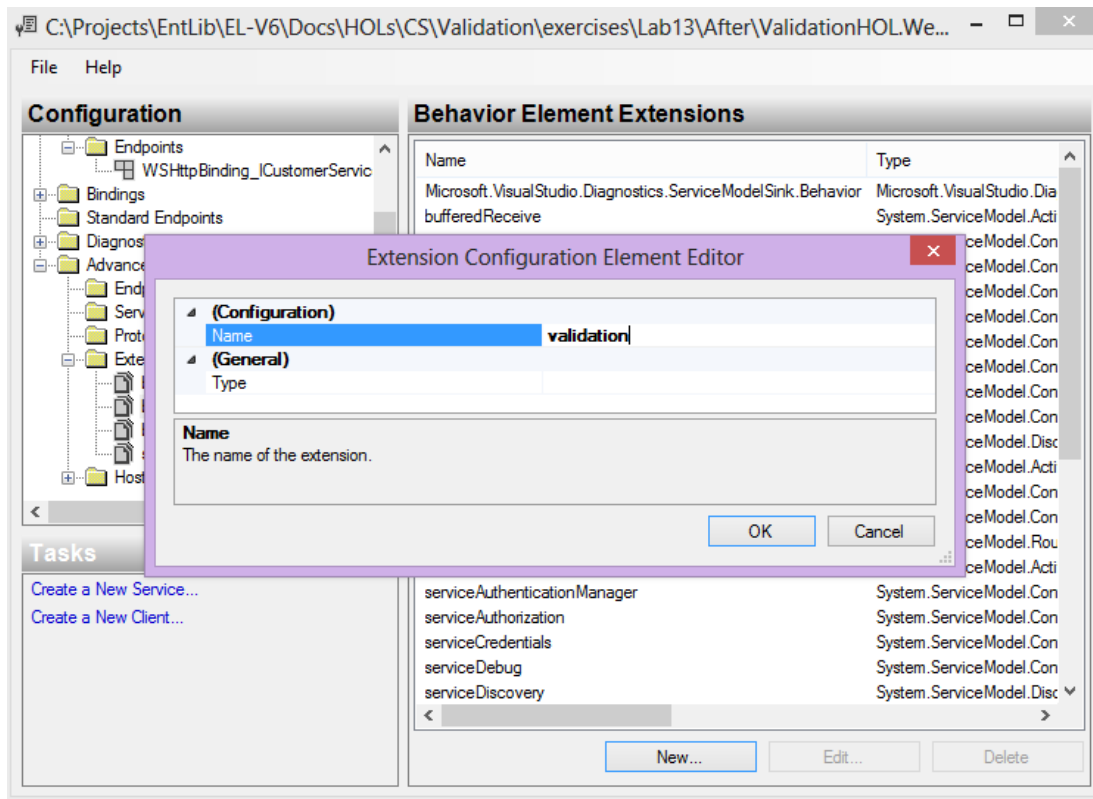 C:\Projects\EntLib\EL-V6\Docs\HOLs\CS\Validation\exercises\Lab13\After\ValidationHOL.We...
File Help
Configuration
Endpoints
WSHttpBinding_ICustomerServic
Bindings
Standard Endpoints
Diagnos
Advance
Endp
Serv
Proto
Exte
Host
Tasks
Create a New Service...
Create a New Client...
Behavior Element Extensions
Name Type
Microsoft.VisualStudio.Diagnostics.ServiceModelSink.Behavior Microsoft.VisualStudio.Dia
bufferedReceive System.ServiceModel.Acti
ceModel.Con
ceModel.Con
ceModel.Con
ceModel.Con
ceModel.Con
ceModel.Con
ceModel.Con
ceModel.Con
ceModel.Disc
ceModel.Acti
ceModel.Con
ceModel.Con
ceModel.Rou
ceModel.Acti
serviceAuthenticationManager System.ServiceModel.Con
serviceAuthorization System.ServiceModel.Con
serviceCredentials System.ServiceModel.Con
serviceDebug System.ServiceModel.Con
serviceDiscovery System.ServiceModel.Disc
New... Edit... Delete
Extension Configuration Element Editor
(Configuration)
Name validation
(General)
Type
Name
The name of the extension.
OK Cancel